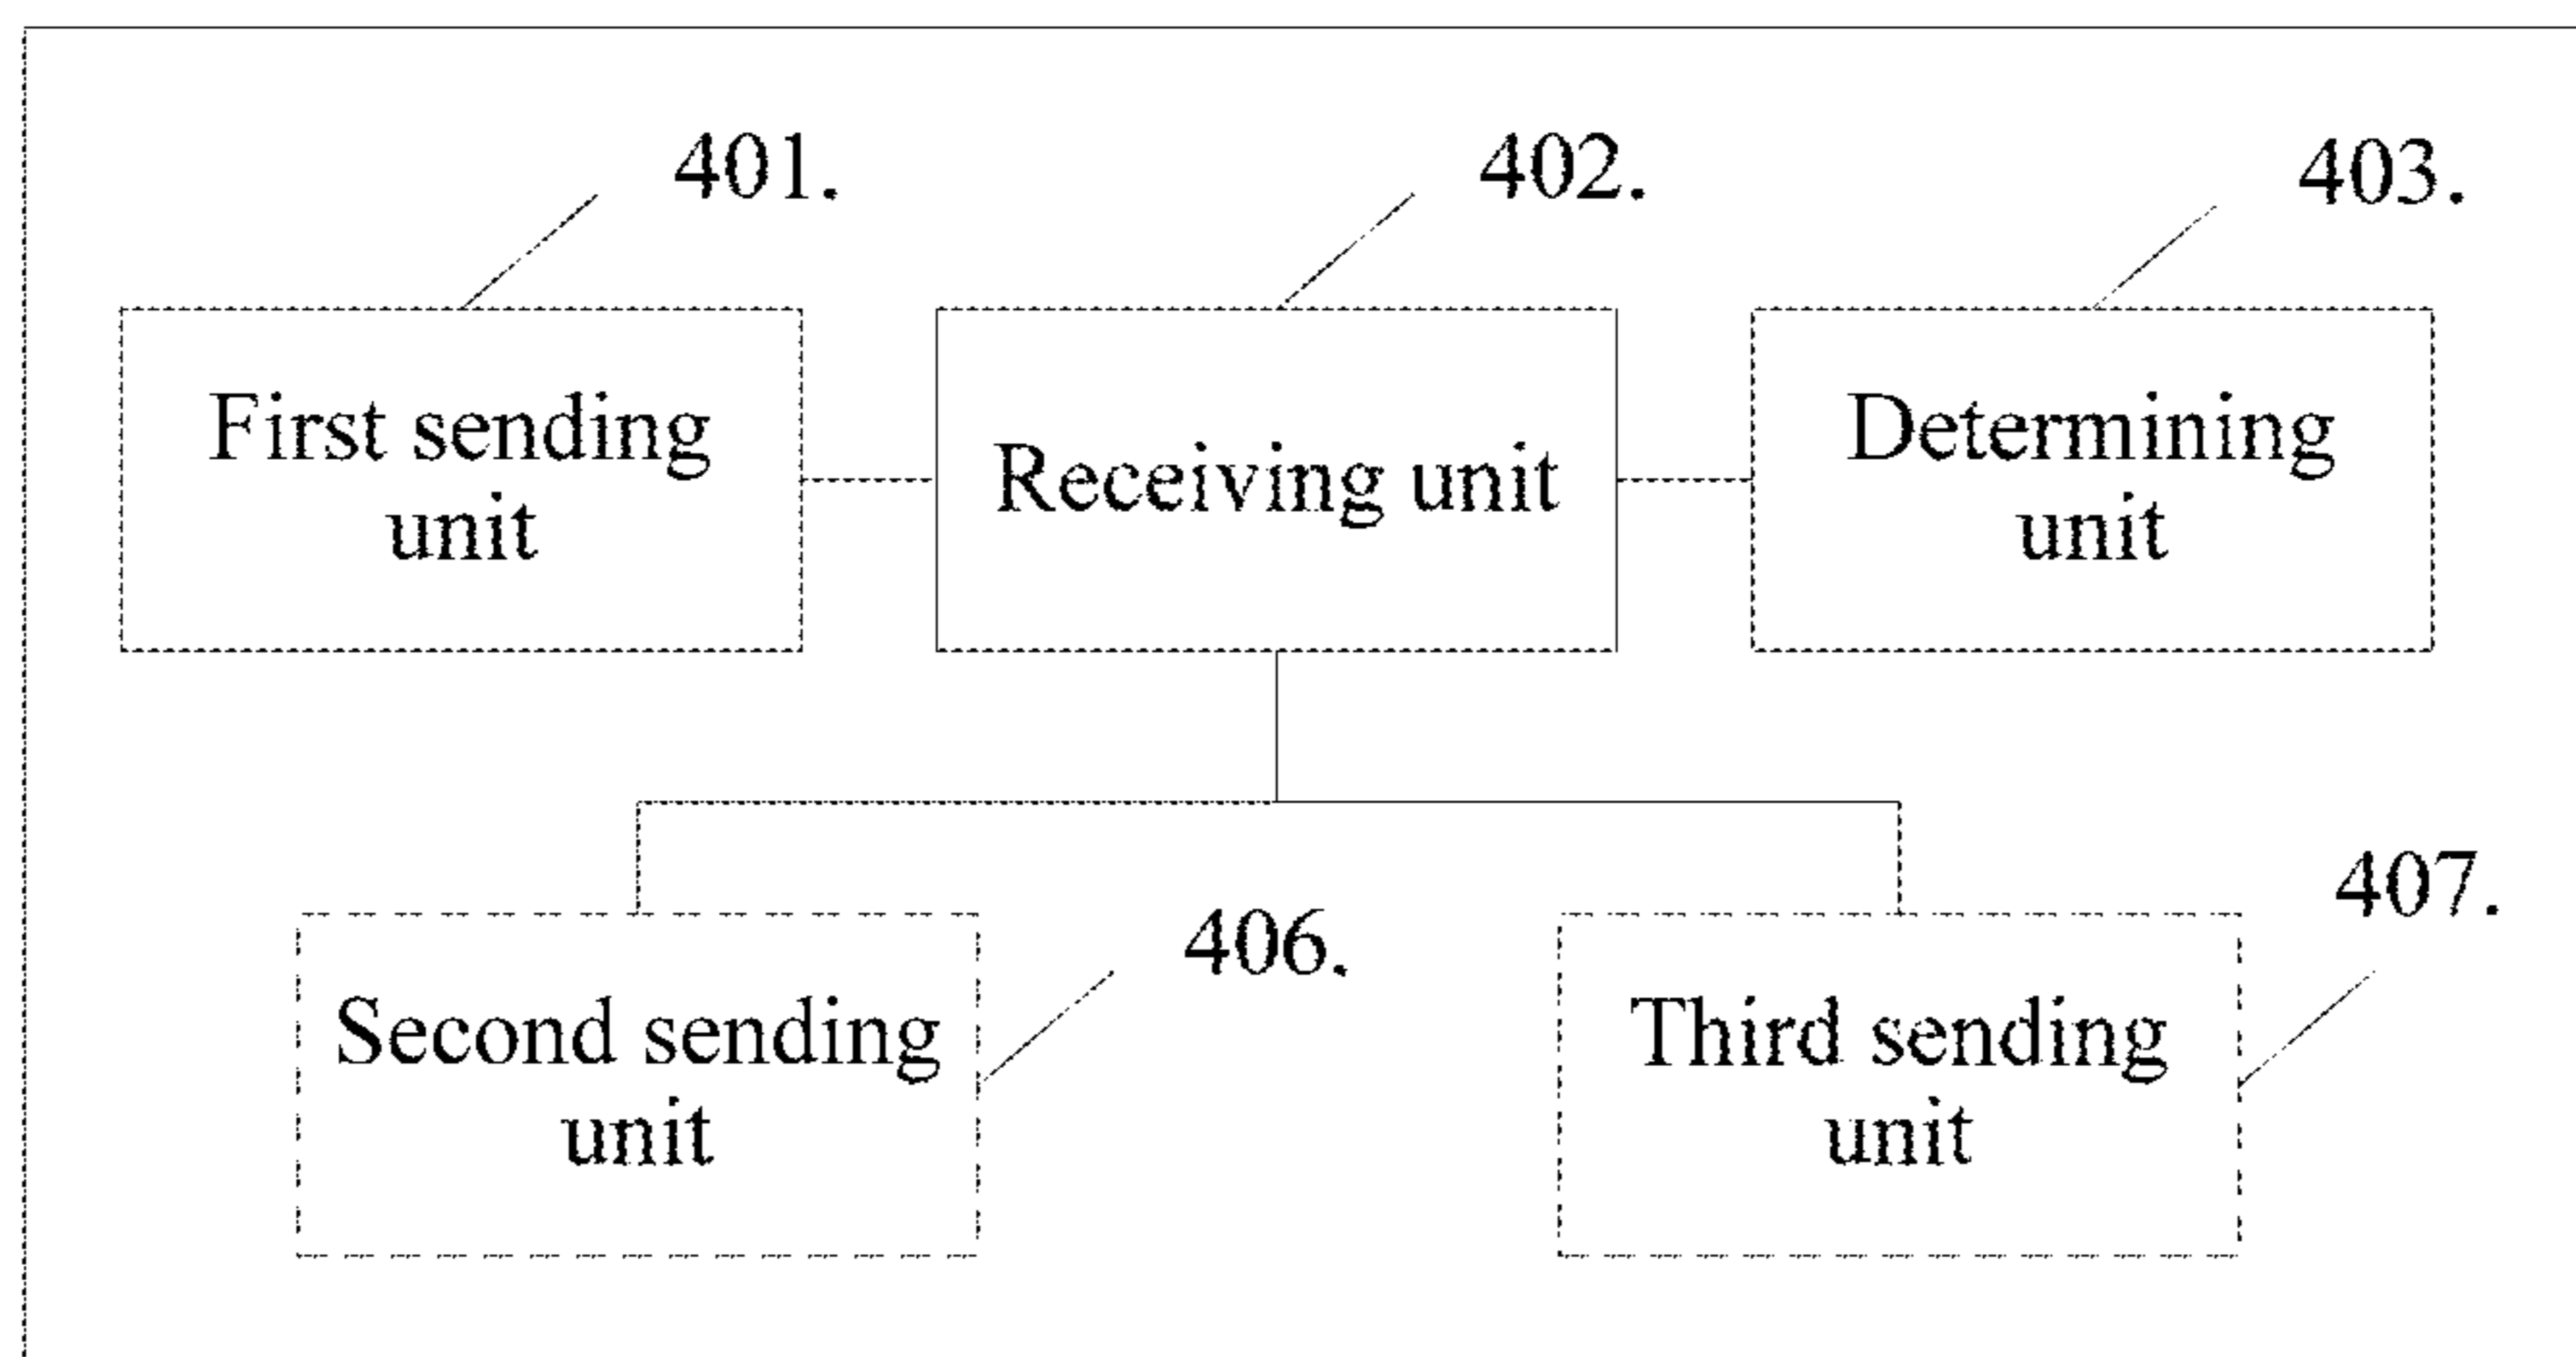 401.
402.
403.
First sending
unit
Receiving unit
Determining
unit
406.
407.
Second sending
unit
Third sending
unit